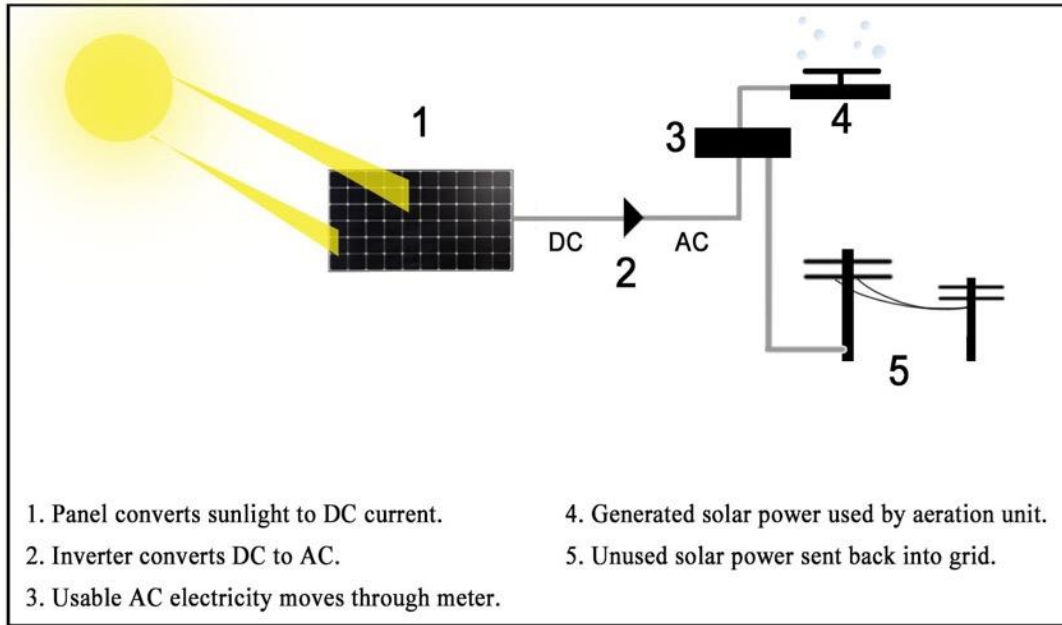 1
3
4
DC
2
AC
5
1. Panel converts sunlight to DC current.
2. Inverter converts DC to AC.
3. Usable AC electricity moves through meter.
4. Generated solar power used by aeration unit.
5. Unused solar power sent back into grid.